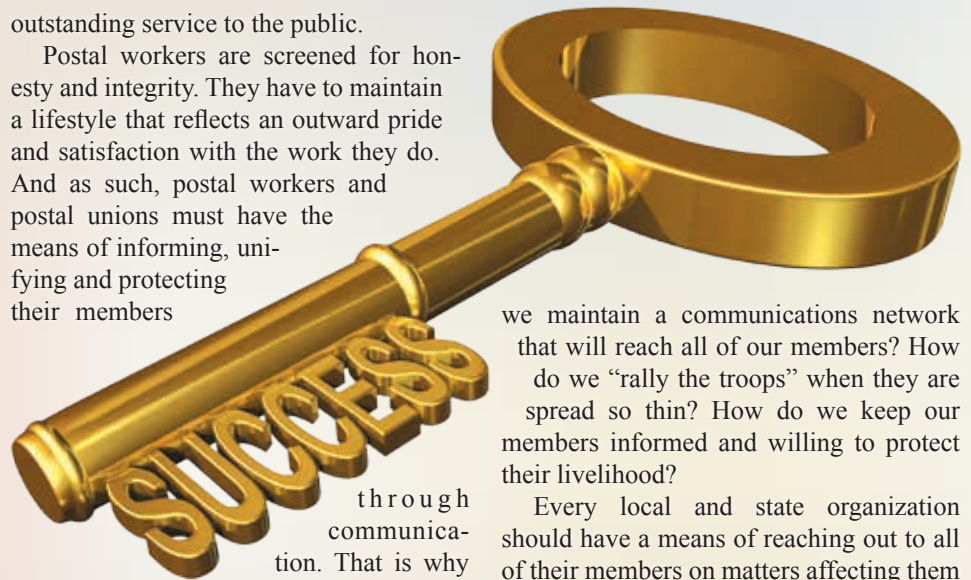 outstanding service to the public.
Postal workers are screened for hon-
esty and integrity. They have to maintain
a lifestyle that reflects an outward pride
and satisfaction with the work they do.
And as such, postal workers and
postal unions must have the
means of informing, uni-
fying and protecting
their members
SUCCESS
through
communica-
tion. That is why
we maintain a communications network
that will reach all of our members? How
do we “rally the troops” when they are
spread so thin? How do we keep our
members informed and willing to protect
their livelihood?
Every local and state organization
should have a means of reaching out to all
of their members on matters affecting them